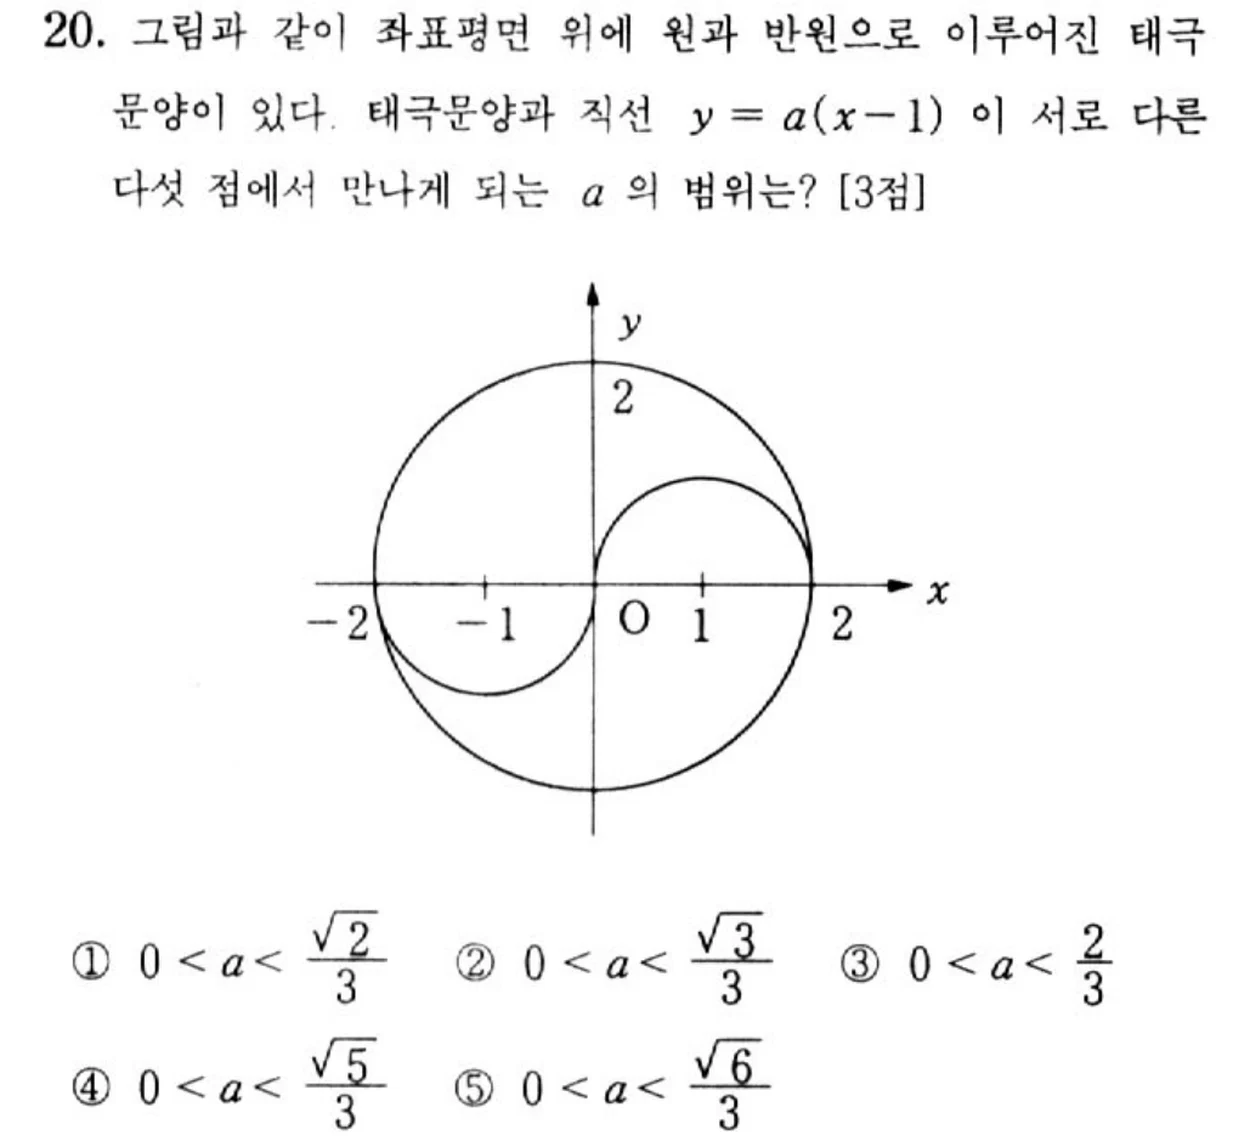 20. 그림과 같이 좌표평면 위에 원과 반원으로 이루어진 태극
문양이 있다. 태극문양과 직선 y = a(x-1) 이 서로 다른
다섯 점에서 만나게 되는 a 의 범위는? [3점]
y
2
-2 -1 O 1 2 x
① 0 < a < √2/3 ② 0 < a < √3/3 ③ 0 < a < 2/3
④ 0 < a < √5/3 ⑤ 0 < a < √6/3